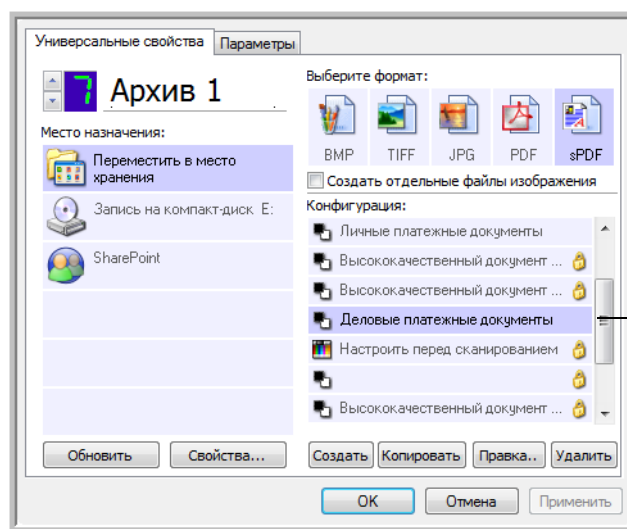 Универсальные свойства
Параметры
7
Архив 1
Место назначения:
Переместить в место
хранения
Запись на компакт-диск E:
SharePoint
Выберите формат:
BMP
TIFF
JPG
PDF
sPDF
Создать отдельные файлы изображения
Конфигурация:
Личные платежные документы
Высококачественный документ ...
Высококачественный документ ...
Деловые платежные документы
Настроить перед сканированием
Высококачественный документ ...
Обновить
Свойства...
Создать
Копировать
Правка..
Удалить
OK
Отмена
Применить